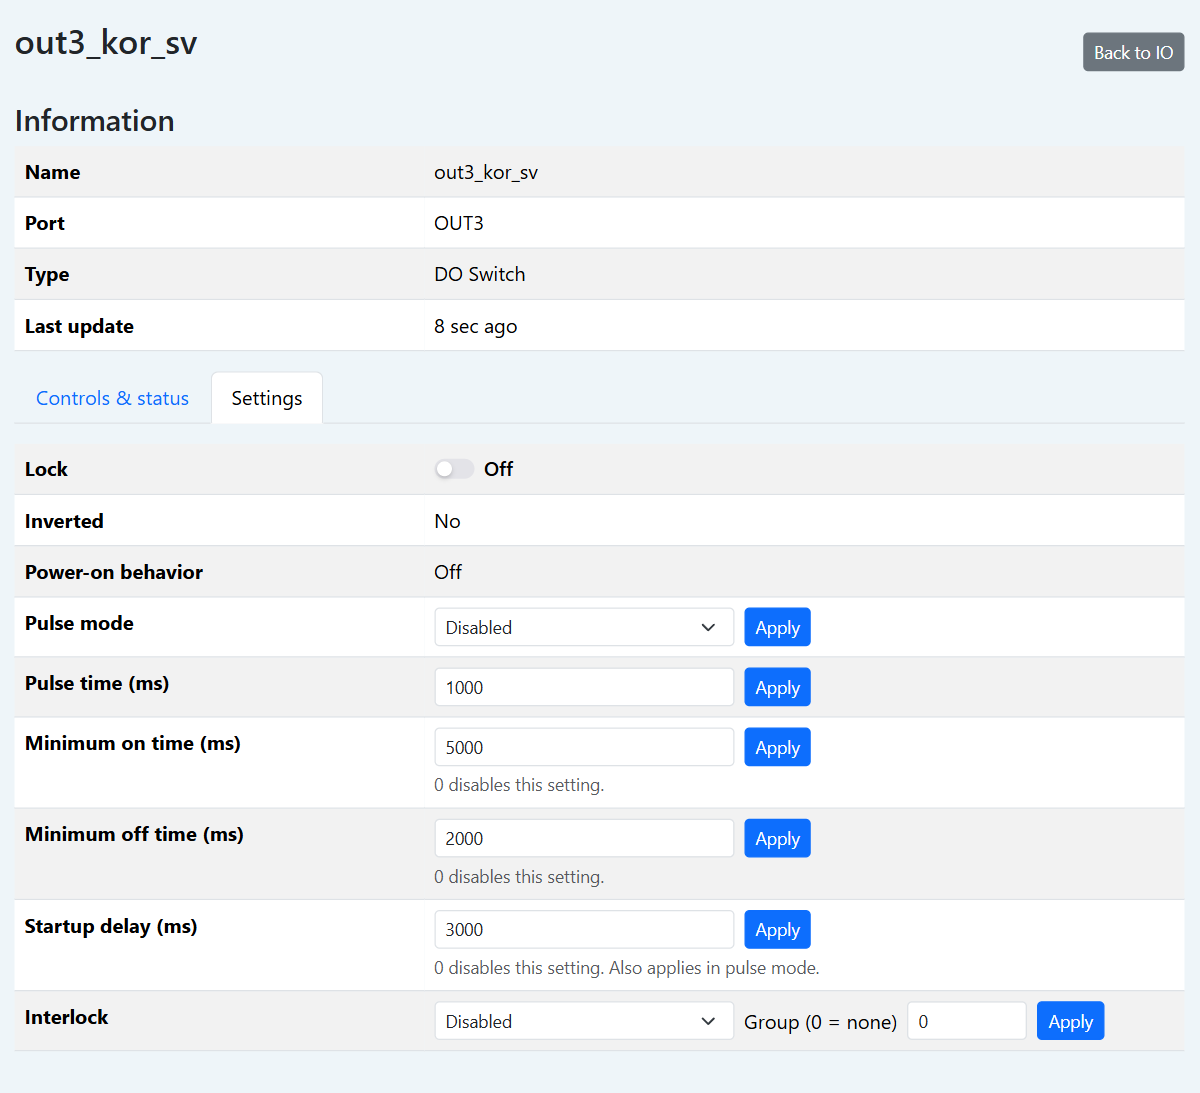 out3_kor_sv
Back to IO
Information
Name out3_kor_sv
Port OUT3
Type DO Switch
Last update 8 sec ago
Controls & status Settings
Lock Off
Inverted No
Power-on behavior Off
Pulse mode Disabled Apply
Pulse time (ms) 1000 Apply
Minimum on time (ms) 5000 Apply
0 disables this setting.
Minimum off time (ms) 2000 Apply
0 disables this setting.
Startup delay (ms) 3000 Apply
0 disables this setting. Also applies in pulse mode.
Interlock Disabled Group (0 = none) 0 Apply